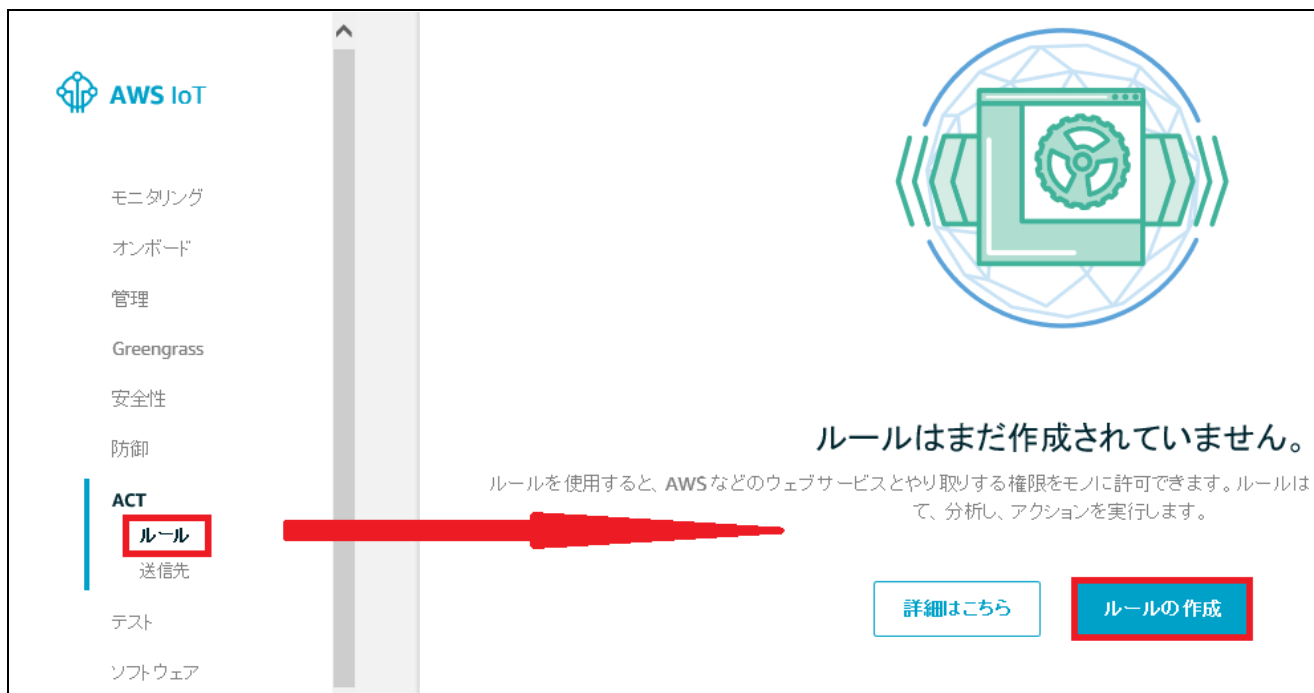 AWS IoT
モニタリング
オンボード
管理
Greengrass
安全性
防御
ACT
ルール
送信先
テスト
ソフトウェア
ルールはまだ作成されていません。
ルールを使用すると、AWSなどのウェブサービスとやり取りする権限をモノに許可できます。ルールは
て、分析し、アクションを実行します。
詳細はこちら
ルールの作成